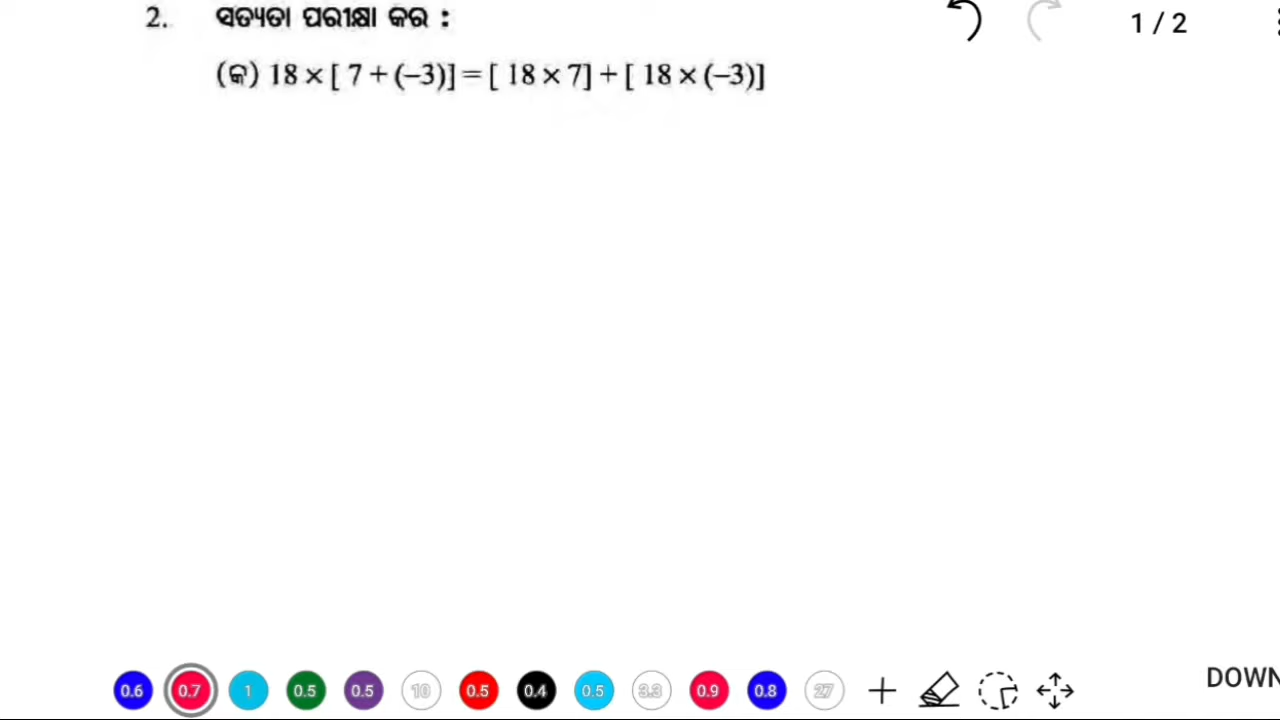 2. ସତ୍ୟତା ପରୀକ୍ଷା କର :
1 / 2
(କ) 18 × [ 7 + (–3)] = [ 18 × 7] + [ 18 × (–3)]
0.6 0.7 1 0.5 0.5 10 0.5 0.4 0.5 3.3 0.9 0.8 27
DOWN